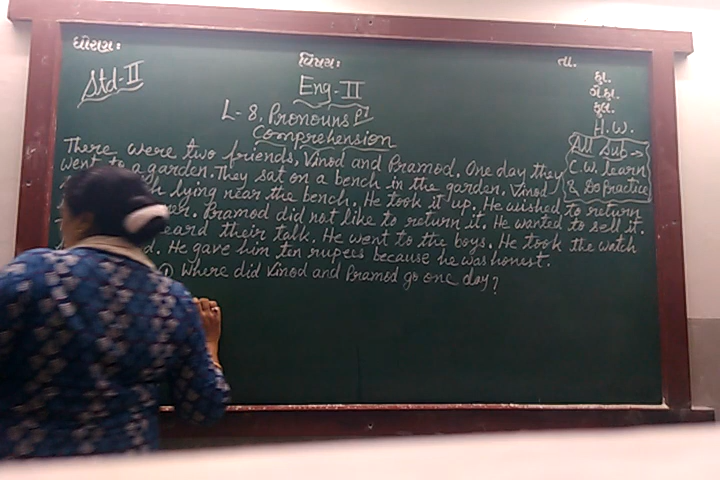 ધોરણ:
વિષય:
તા.
Std-II
Eng-II
હા.
ગે.હા.
કુલ.
L-8. Pronouns P1
H.W.
Comprehension
All Sub →
C.W. learn
& Do Practice
There were two friends, Vinod and Pramod. One day they
went to a garden. They sat on a bench in the garden. Vinod
lying near the bench. He took it up. He wished to return
Pramod did not like to return it. He wanted to sell it.
heard their talk. He went to the boys. He took the watch
He gave him ten rupees because he was honest.
① Where did Vinod and Pramod go one day?